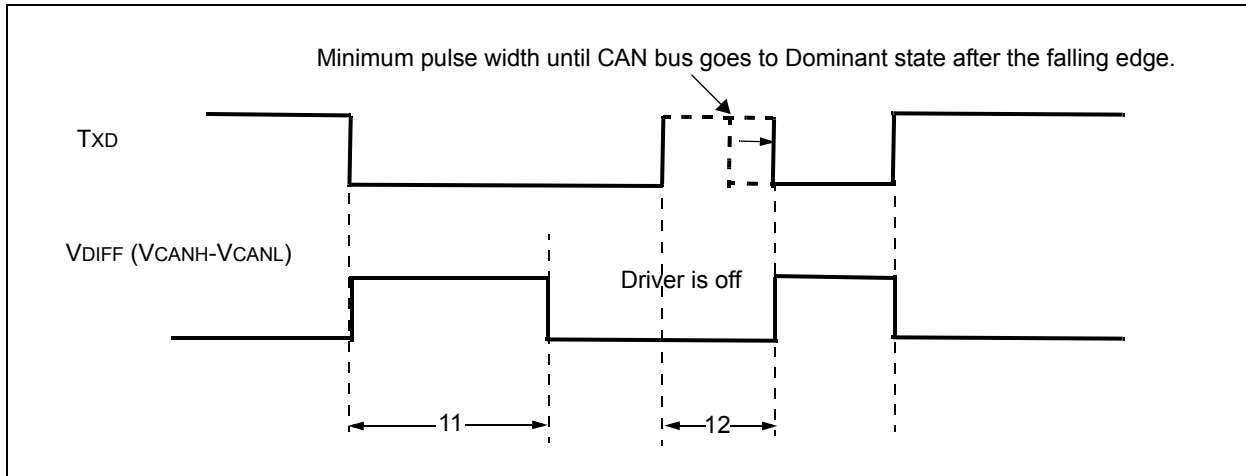 Minimum pulse width until CAN bus goes to Dominant state after the falling edge.
TXD
VDIFF (VCANH-VCANL)
Driver is off
11
12